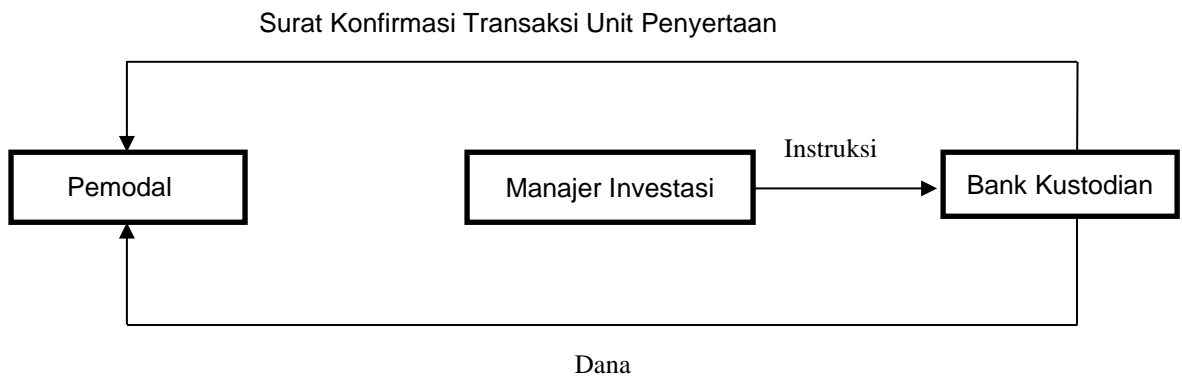 Surat Konfirmasi Transaksi Unit Penyertaan
Instruksi
Pemodal
Manajer Investasi
Bank Kustodian
Dana